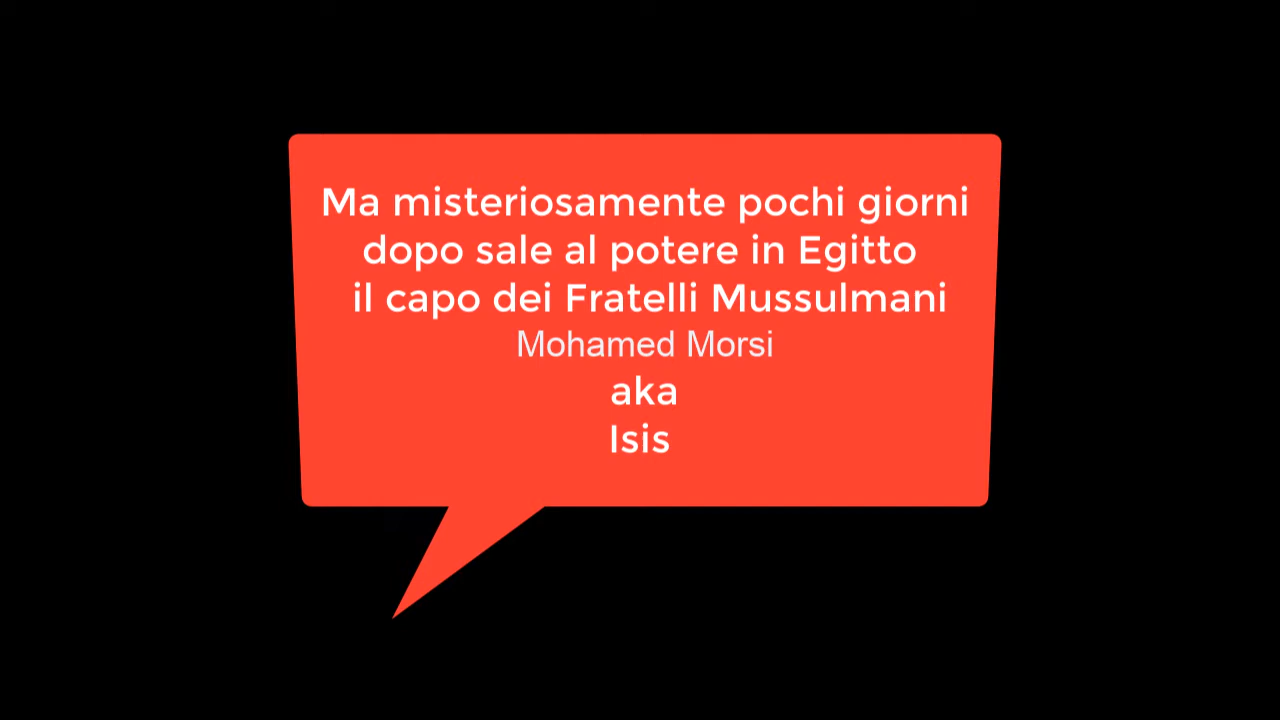 Ma misteriosamente pochi giorni
dopo sale al potere in Egitto
il capo dei Fratelli Mussulmani
Mohamed Morsi
aka
Isis